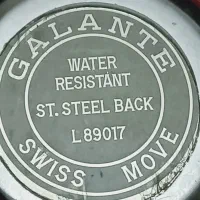 GALANTE
WATER
RESISTANT
ST. STEEL BACK
L89017
SWISS MOVE